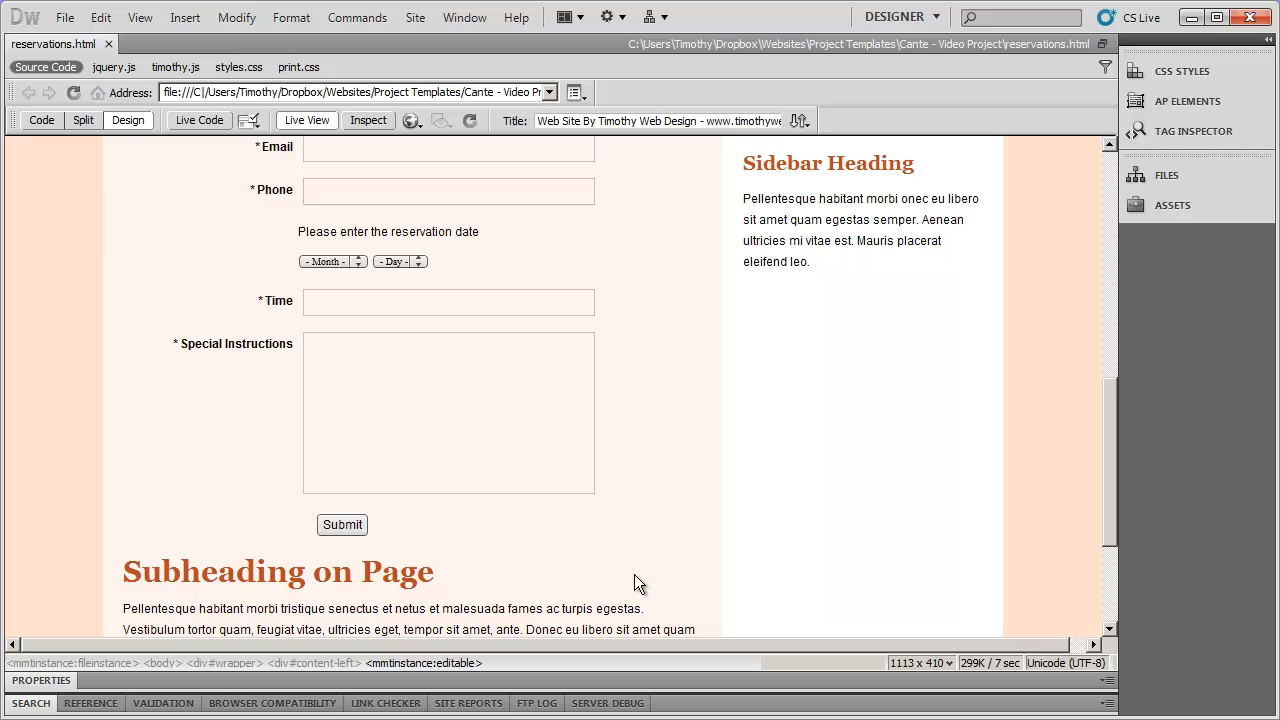 Dw File Edit View Insert Modify Format Commands Site Window Help DESIGNER CS Live
reservations.html C:\Users\Timothy\Dropbox\Websites\Project Templates\Cante - Video Project\reservations.html
Source Code jquery.js timothy.js styles.css print.css
Address: file:///C|/Users/Timothy/Dropbox/Websites/Project Templates/Cante - Video Pr
Code Split Design Live Code Live View Inspect Title: Web Site By Timothy Web Design - www.timothywe
CSS STYLES
AP ELEMENTS
TAG INSPECTOR
FILES
ASSETS
* Email
* Phone
Please enter the reservation date
- Month - - Day -
* Time
* Special Instructions
Submit
Subheading on Page
Pellentesque habitant morbi tristique senectus et netus et malesuada fames ac turpis egestas.
Vestibulum tortor quam, feugiat vitae, ultricies eget, tempor sit amet, ante. Donec eu libero sit amet quam
Sidebar Heading
Pellentesque habitant morbi onec eu libero
sit amet quam egestas semper. Aenean
ultricies mi vitae est. Mauris placerat
eleifend leo.
<mmtinstance:fileinstance> <body> <div#wrapper> <div#content-left> <mmtinstance:editable> 1113 x 410 299K / 7 sec Unicode (UTF-8)
PROPERTIES
SEARCH REFERENCE VALIDATION BROWSER COMPATIBILITY LINK CHECKER SITE REPORTS FTP LOG SERVER DEBUG